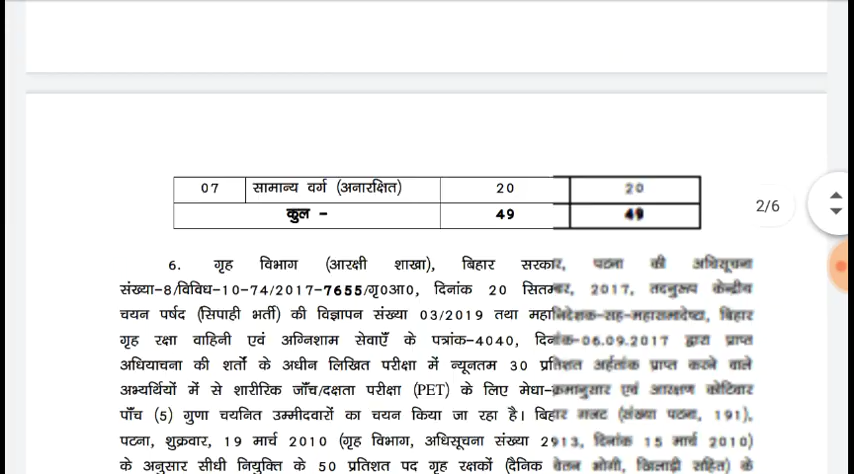 07 सामान्य वर्ग (अनारक्षित) 20 20
कुल - 49 49
2/6
6. गृह विभाग (आरक्षी शाखा), बिहार सरकार, पटना की अधिसूचना
संख्या-8/विविध-10-74/2017-7655/गृ0आ0, दिनांक 20 सितम्बर, 2017, तदनुरूप केन्द्रीय
चयन पर्षद (सिपाही भर्ती) की विज्ञापन संख्या 03/2019 तथा महानिदेशक-सह-महासमादेष्टा, बिहार
गृह रक्षा वाहिनी एवं अग्निशाम सेवाएँ के पत्रांक-4040, दिनांक-06.09.2017 द्वारा प्राप्त
अधियाचना की शर्तो के अधीन लिखित परीक्षा में न्यूनतम 30 प्रतिशत अर्हतांक प्राप्त करने वाले
अभ्यर्थियों में से शारीरिक जाँच/दक्षता परीक्षा (PET) के लिए मेधा-क्रमानुसार एवं आरक्षण कोटिवार
पाँच (5) गुणा चयनित उम्मीदवारों का चयन किया जा रहा है। बिहार गजट (संख्या पटना, 191),
पटना, शुक्रवार, 19 मार्च 2010 (गृह विभाग, अधिसूचना संख्या 2913, दिनांक 15 मार्च 2010)
के अनुसार सीधी नियुक्ति के 50 प्रतिशत पद गृह रक्षकों (दैनिक वेतन भोगी, खिलाड़ी सहित) के